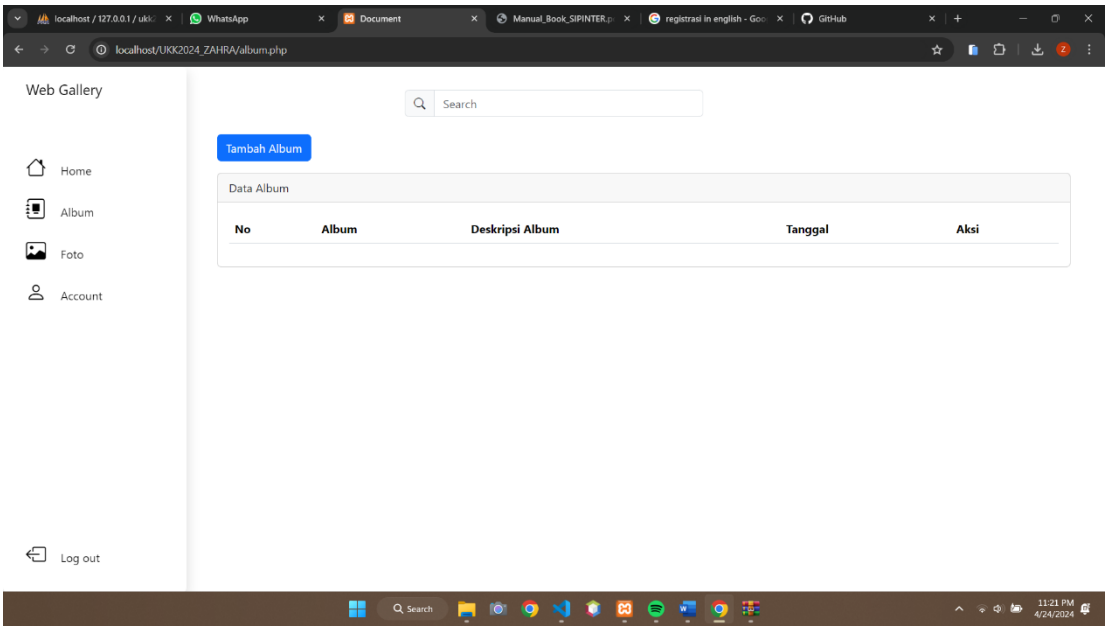 localhost / 127.0.0.1 / ukk
WhatsApp
Document
Manual_Book_SIPINTER.p
registrasi in english - Goo
GitHub
localhost/UKK2024_ZAHRA/album.php
Z
Web Gallery
Search
Tambah Album
Home
Data Album
Album
No Album Deskripsi Album Tanggal Aksi
Foto
Account
Log out
Search
11:21 PM
4/24/2024